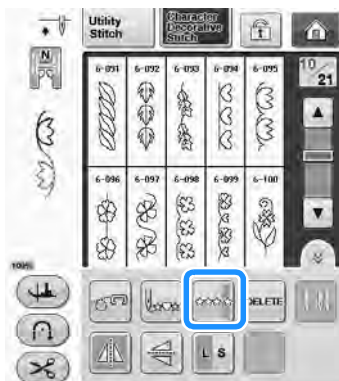 Utility
Stitch
Character
Decorative
Stitch
N
6-091 6-092 6-093 6-094 6-095
10
21
6-096 6-097 6-098 6-099 6-100
100%
DELETE
L S